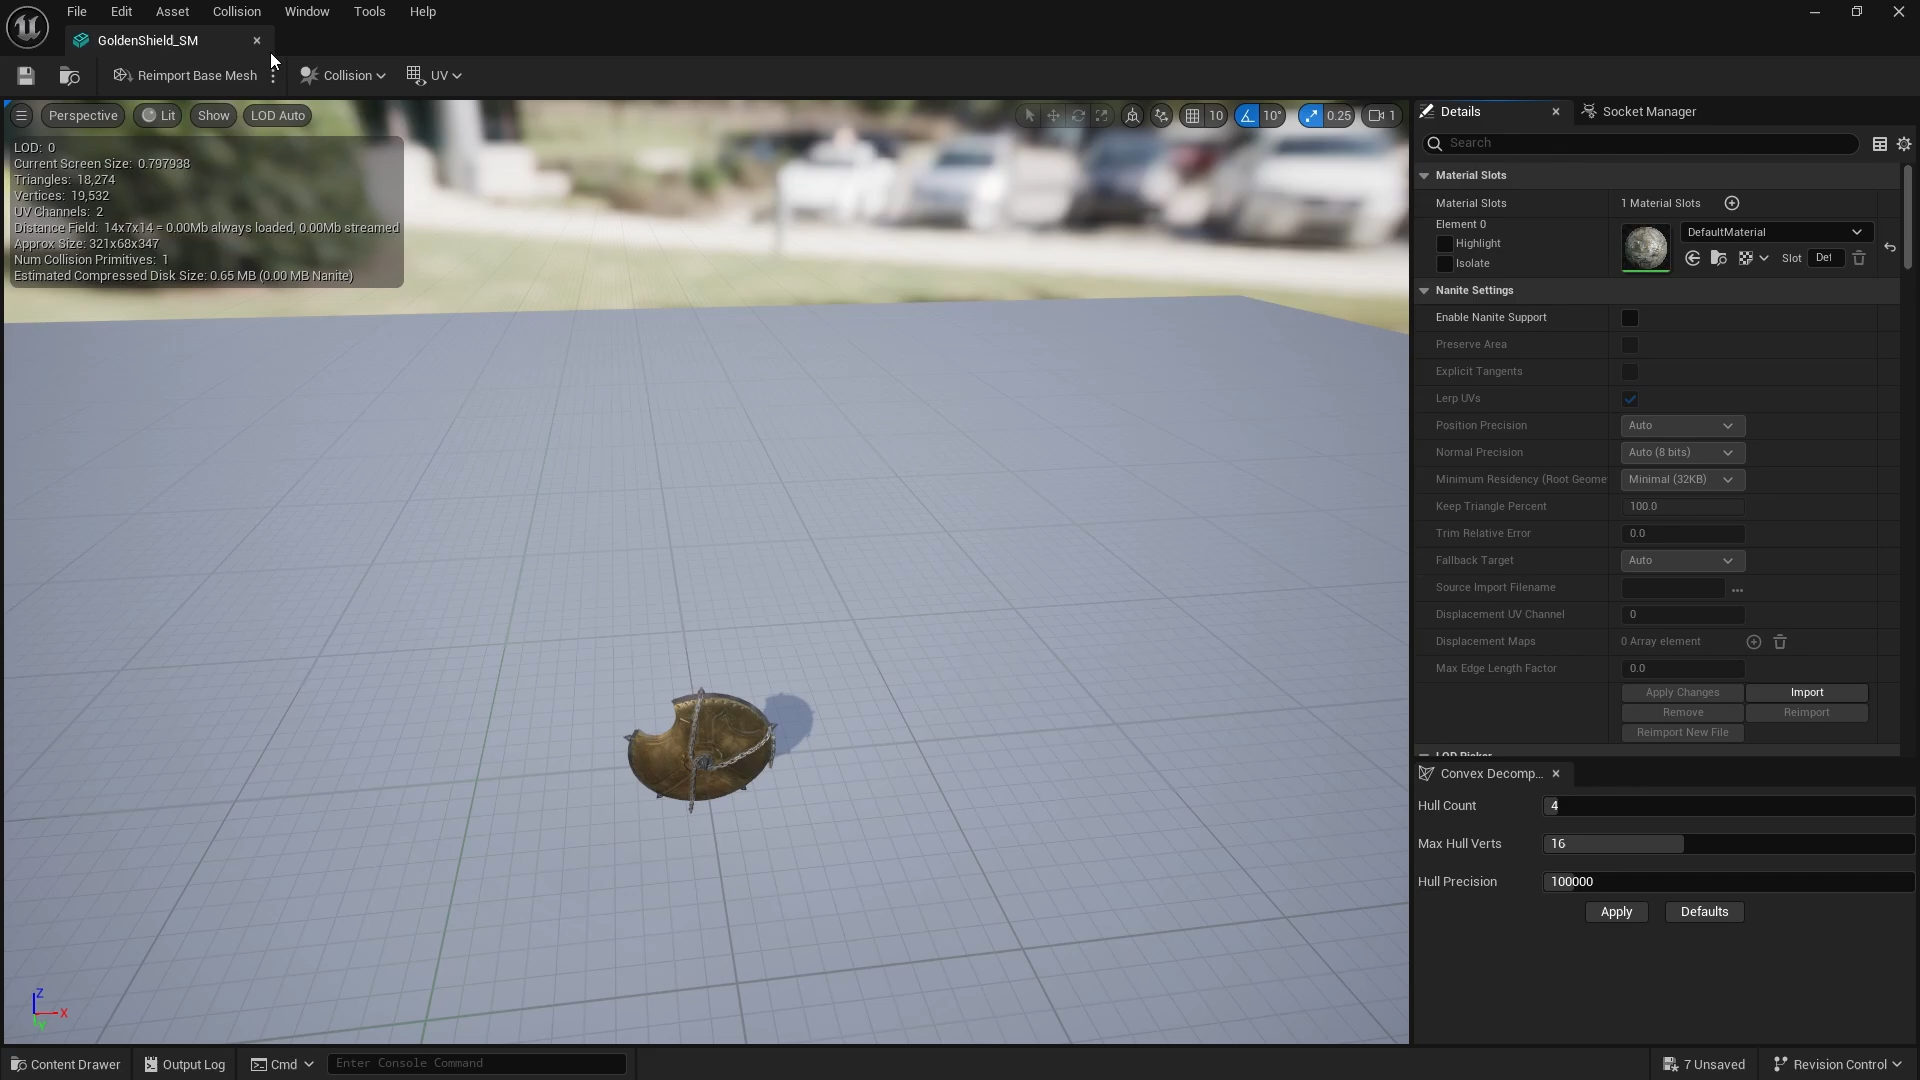 File Edit Asset Collision Window Tools Help
GoldenShield_SM
Reimport Base Mesh Collision UV
Perspective Lit Show LOD Auto 10 10° 0.25 1
LOD: 0
Current Screen Size: 0.797938
Triangles: 18,274
Vertices: 19,532
UV Channels: 2
Distance Field: 14x7x14 = 0.00Mb always loaded, 0.00Mb streamed
Approx Size: 321x68x347
Num Collision Primitives: 1
Estimated Compressed Disk Size: 0.65 MB (0.00 MB Nanite)
Z
X
Y
Details Socket Manager
Search
Material Slots
Material Slots 1 Material Slots
Element 0
Highlight
Isolate
DefaultMaterial
Slot Def
Nanite Settings
Enable Nanite Support
Preserve Area
Explicit Tangents
Lerp UVs
Position Precision Auto
Normal Precision Auto (8 bits)
Minimum Residency (Root Geome Minimal (32KB)
Keep Triangle Percent 100.0
Trim Relative Error 0.0
Fallback Target Auto
Source Import Filename ...
Displacement UV Channel 0
Displacement Maps 0 Array element
Max Edge Length Factor 0.0
Apply Changes Import
Remove Reimport
Reimport New File
LOD Picker
Convex Decomp...
Hull Count 4
Max Hull Verts 16
Hull Precision 100000
Apply Defaults
Content Drawer Output Log Cmd Enter Console Command 7 Unsaved Revision Control